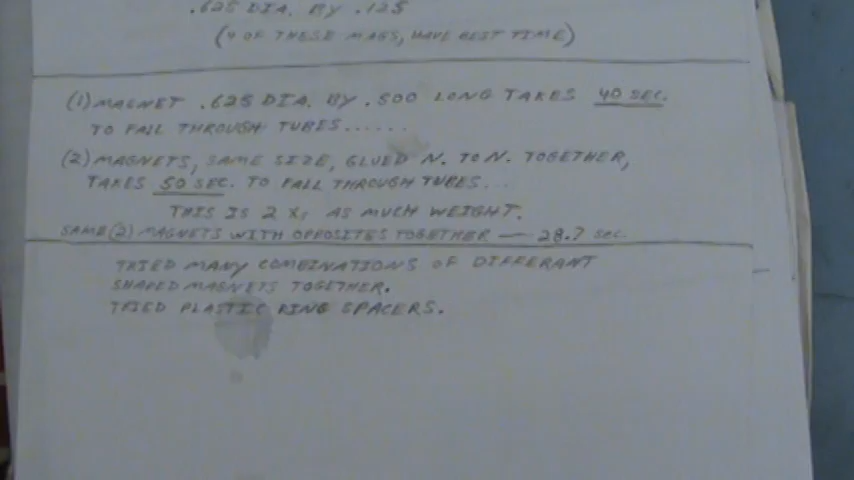 .625 DIA. BY .125
(4 OF THESE MAGS, HAVE BEST TIME)
(1) MAGNET .625 DIA. BY .500 LONG TAKES 40 SEC.
TO FALL THROUGH TUBES......
(2) MAGNETS, SAME SIZE, GLUED N. TO N. TOGETHER,
TAKES 50 SEC. TO FALL THROUGH TUBES...
THIS IS 2 X, AS MUCH WEIGHT.
SAME (2) MAGNETS WITH OPPOSITES TOGETHER — 28.7 SEC.
TRIED MANY COMBINATIONS OF DIFFERANT
SHAPED MAGNETS TOGETHER.
TRIED PLASTIC RING SPACERS.